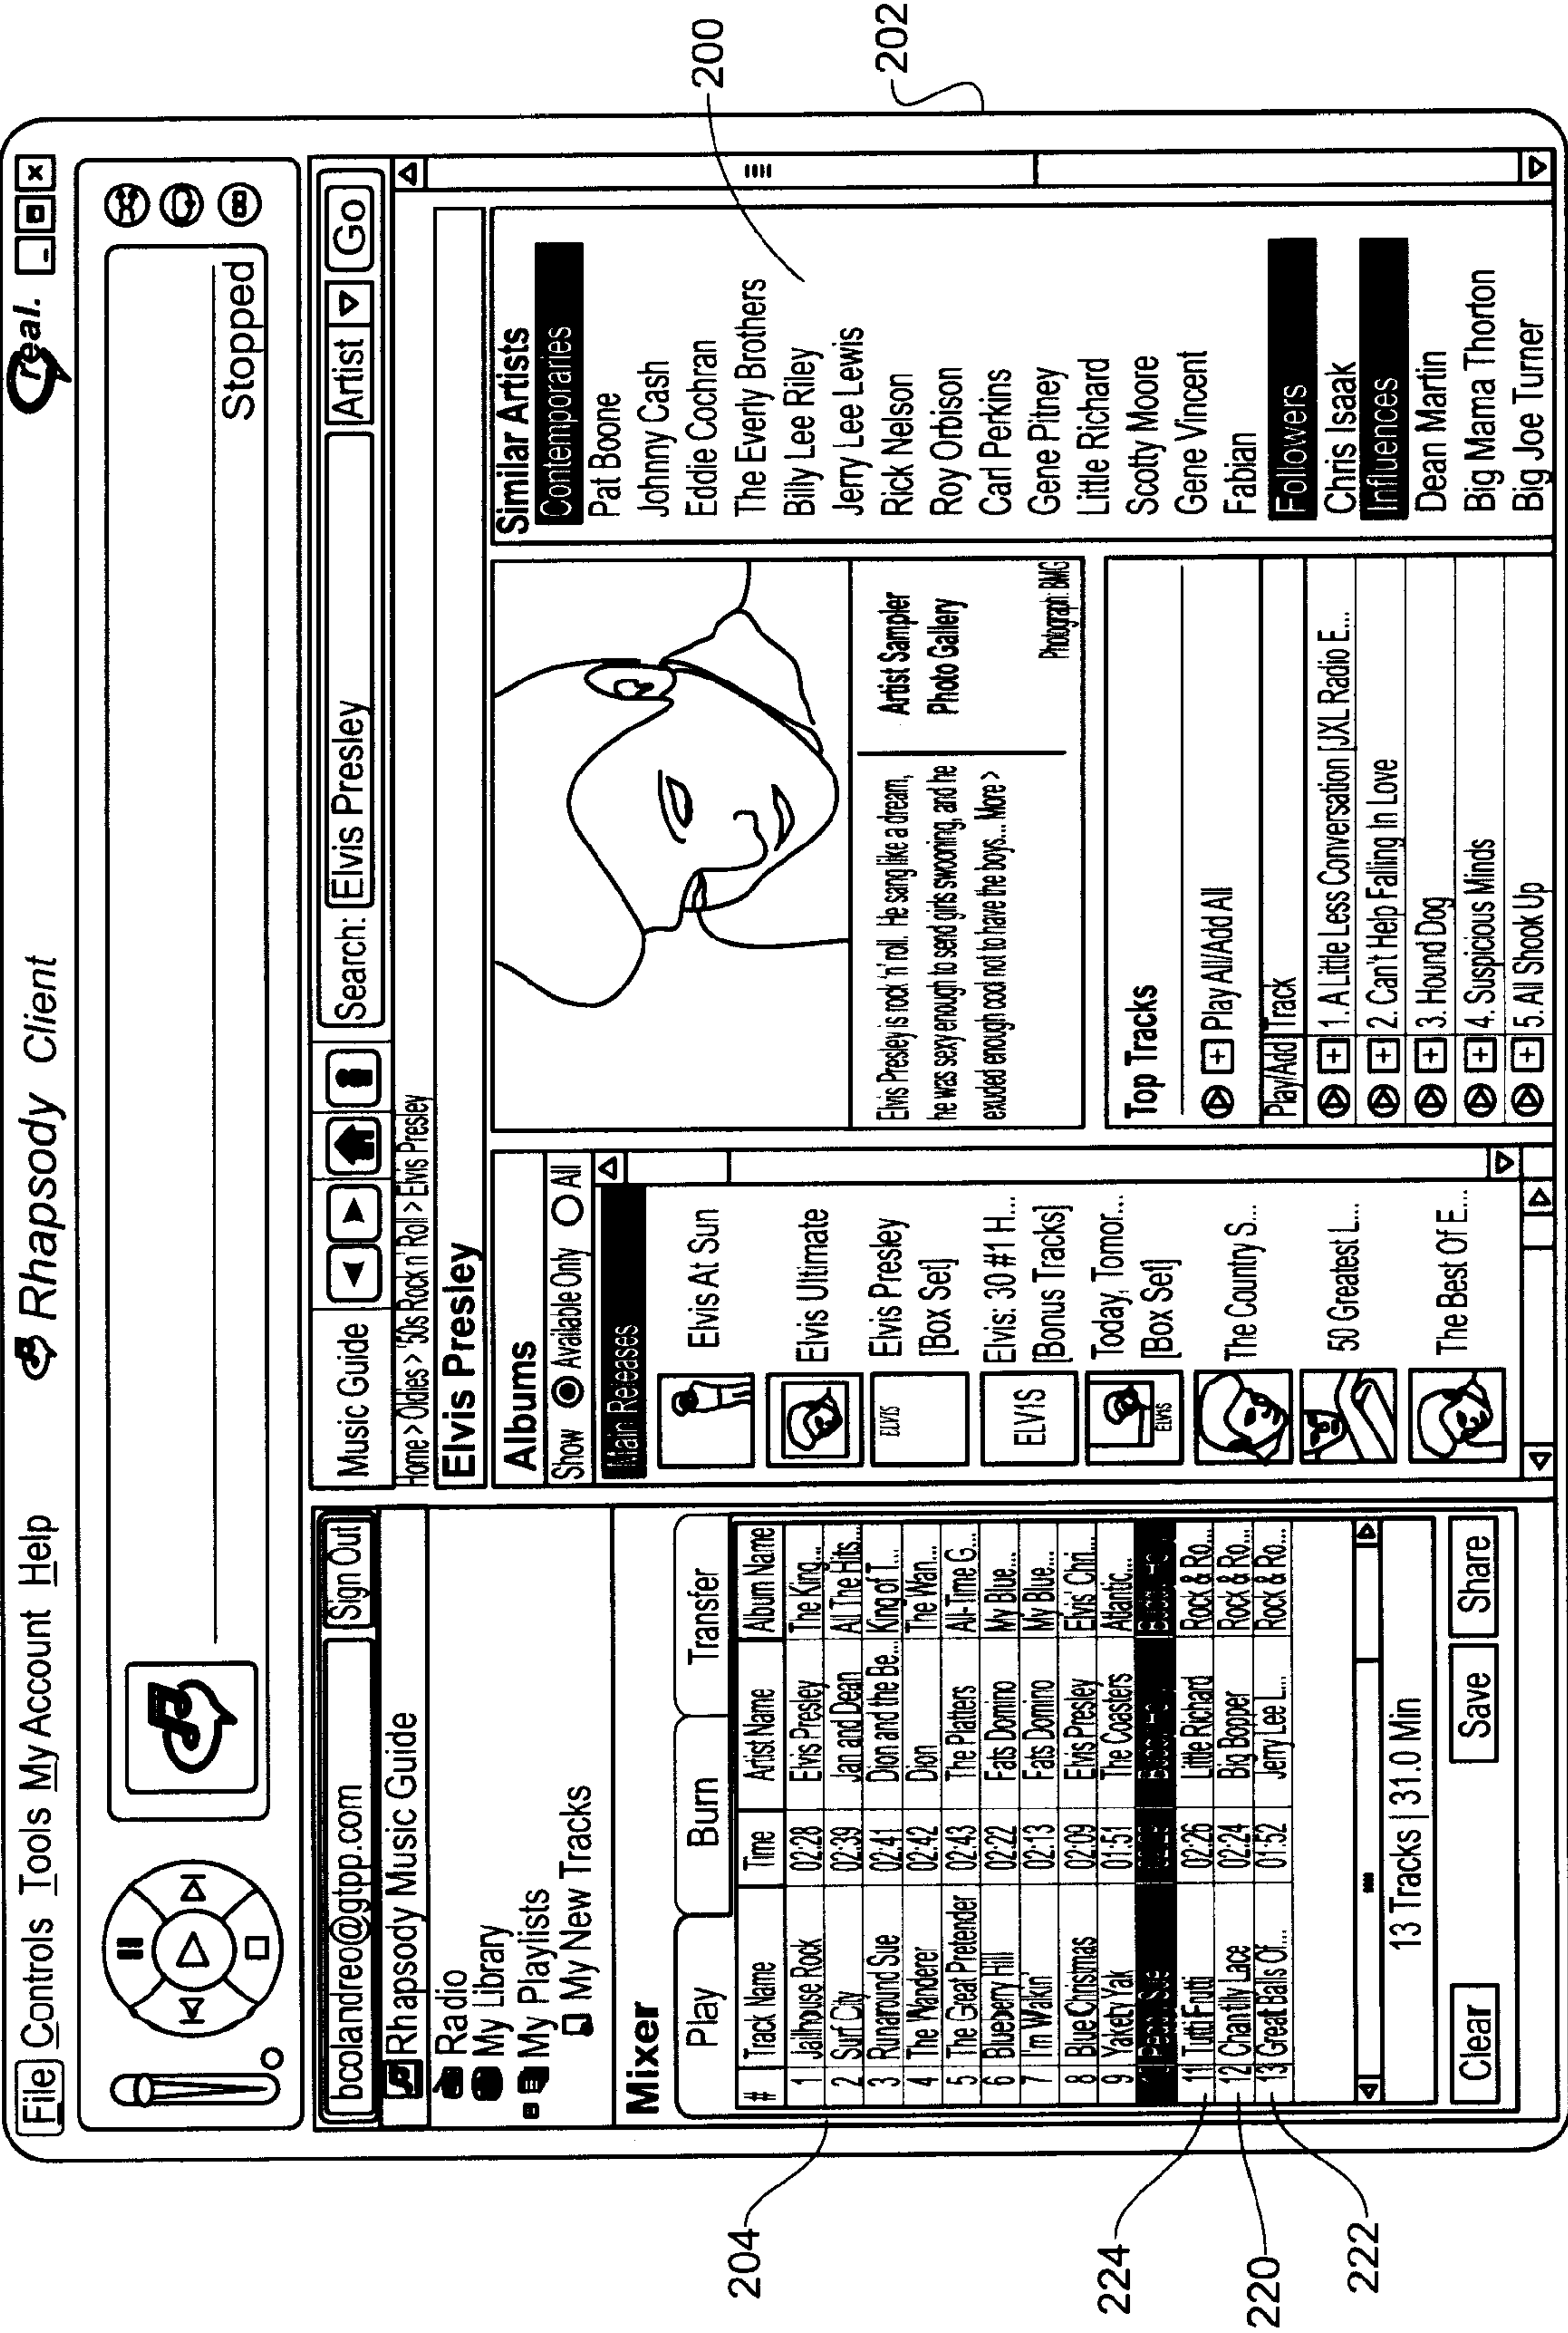 File Controls Tools My Account Help
Rhapsody Client
real.
Stopped
bcolandreo@gtpp.com Sign Out
Rhapsody Music Guide
Radio
My Library
My Playlists
My New Tracks
Mixer
Play Burn Transfer
# Track Name Time Artist Name Album Name
1 Jailhouse Rock 02:28 Elvis Presley The King...
2 Surf City 02:39 Jan and Dean All The Hits...
3 Runaround Sue 02:41 Dion and the Be... King of T...
4 The Wanderer 02:42 Dion The Wan...
5 The Great Pretender 02:43 The Platters All-Time G...
6 Blueberry Hill 02:22 Fats Domino My Blue...
7 I'm Walkin' 02:13 Fats Domino My Blue...
8 Blue Christmas 02:09 Elvis Presley Elvis' Chri...
9 Yakety Yak 01:51 The Coasters Atlantic...
Peggy Sue
11 Tutti Frutti 02:26 Little Richard Rock & Ro...
12 Chantilly Lace 02:24 Big Bopper Rock & Ro...
13 Great Balls Of... 01:52 Jerry Lee L... Rock & Ro...
13 Tracks | 31.0 Min
Clear Save Share
Music Guide
Search: Elvis Presley Artist Go
Home > Oldies > '50s Rock n' Roll > Elvis Presley
Elvis Presley
Albums
Show Available Only All
Main Releases
Elvis At Sun
Elvis Ultimate
ELVIS
Elvis Presley
[Box Set]
ELVIS
Elvis: 30 #1 H...
[Bonus Tracks]
ELVIS
Today, Tomor...
[Box Set]
The Country S...
50 Greatest L...
The Best Of E...
Elvis Presley is rock 'n' roll. He sang like a dream,
he was sexy enough to send girls swooning, and he
exuded enough cool not to have the boys... More >
Artist Sampler
Photo Gallery
Photograph: BMG
Top Tracks
Play All/Add All
Play/Add Track
1. A Little Less Conversation [JXL Radio E...
2. Can't Help Falling In Love
3. Hound Dog
4. Suspicious Minds
5. All Shook Up
Similar Artists
Contemporaries
Pat Boone
Johnny Cash
Eddie Cochran
The Everly Brothers
Billy Lee Riley
Jerry Lee Lewis
Rick Nelson
Roy Orbison
Carl Perkins
Gene Pitney
Little Richard
Scotty Moore
Gene Vincent
Fabian
Followers
Chris Isaak
Influences
Dean Martin
Big Mama Thorton
Big Joe Turner
200
202
204
224
220
222